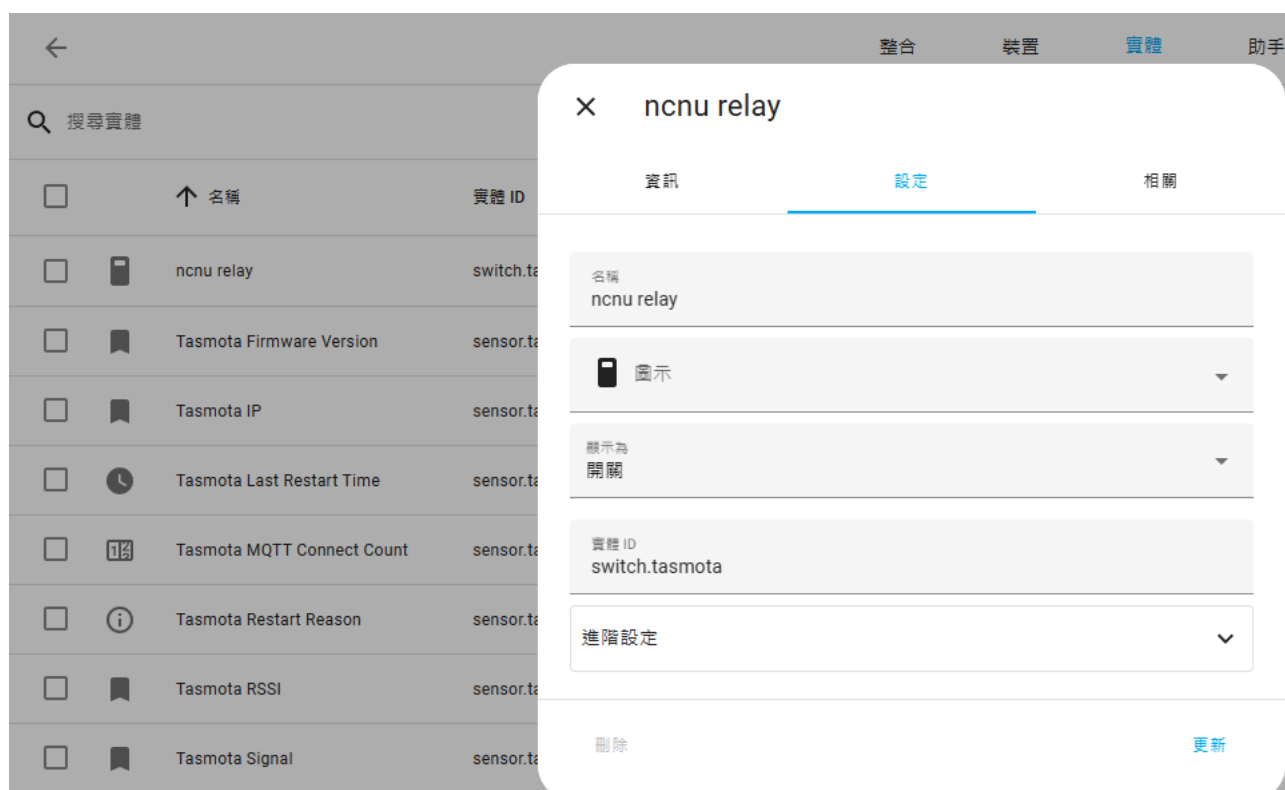 整合 裝置 實體 助手
搜尋實體
名稱 實體 ID
ncnu relay switch.ta
Tasmota Firmware Version sensor.ta
Tasmota IP sensor.ta
Tasmota Last Restart Time sensor.ta
Tasmota MQTT Connect Count sensor.ta
Tasmota Restart Reason sensor.ta
Tasmota RSSI sensor.ta
Tasmota Signal sensor.ta
ncnu relay
資訊 設定 相關
名稱
ncnu relay
圖示
顯示為
開關
實體 ID
switch.tasmota
進階設定
刪除 更新